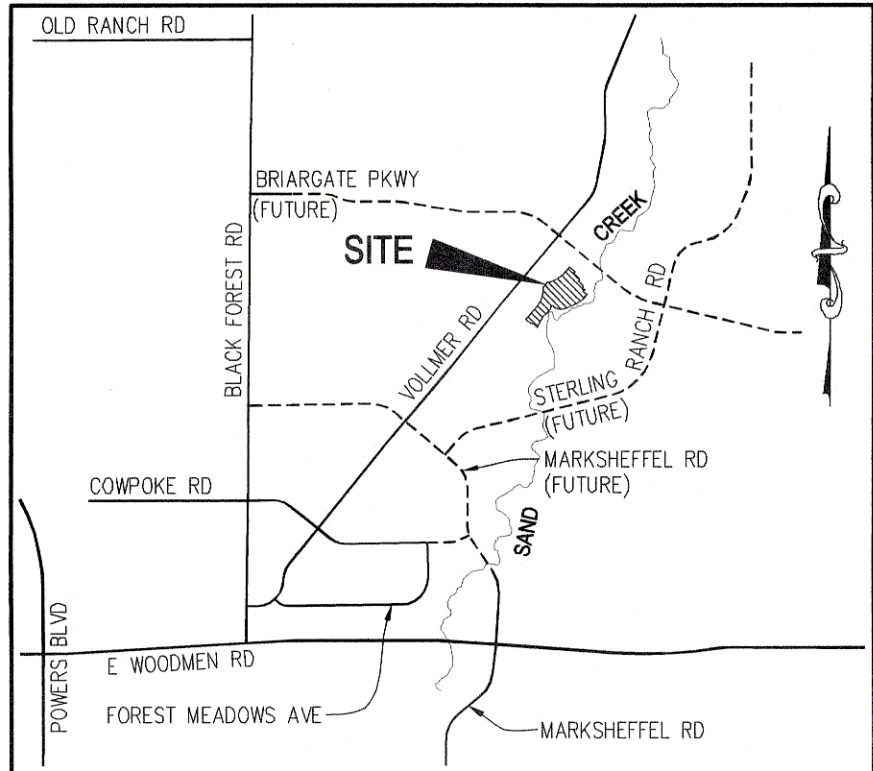 OLD RANCH RD
BRIARGATE PKWY
(FUTURE)
CREEK
SITE
BLACK FOREST RD
VOLLMER RD
STERLING RANCH RD
(FUTURE)
MARKSHEFFEL RD
(FUTURE)
COWPOKE RD
SAND
POWERS BLVD
E WOODMEN RD
FOREST MEADOWS AVE
MARKSHEFFEL RD